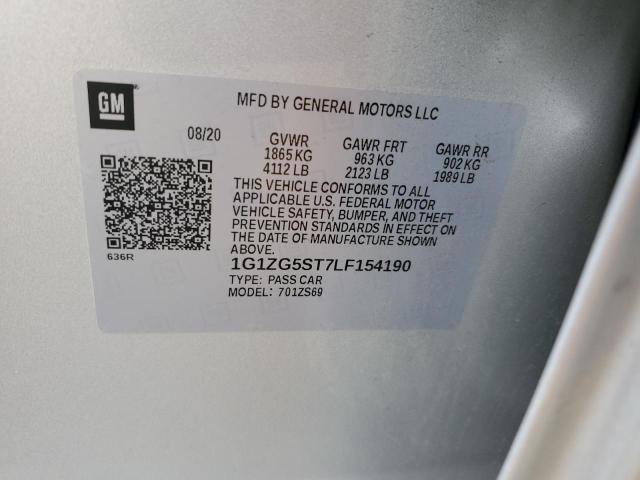 GM
MFD BY GENERAL MOTORS LLC
08/20 GVWR GAWR FRT GAWR RR
1865 KG 963 KG 902 KG
4112 LB 2123 LB 1989 LB
THIS VEHICLE CONFORMS TO ALL
APPLICABLE U.S. FEDERAL MOTOR
VEHICLE SAFETY, BUMPER, AND THEFT
PREVENTION STANDARDS IN EFFECT ON
THE DATE OF MANUFACTURE SHOWN
ABOVE.
636R
1G1ZG5ST7LF154190
TYPE: PASS CAR
MODEL: 701ZS69